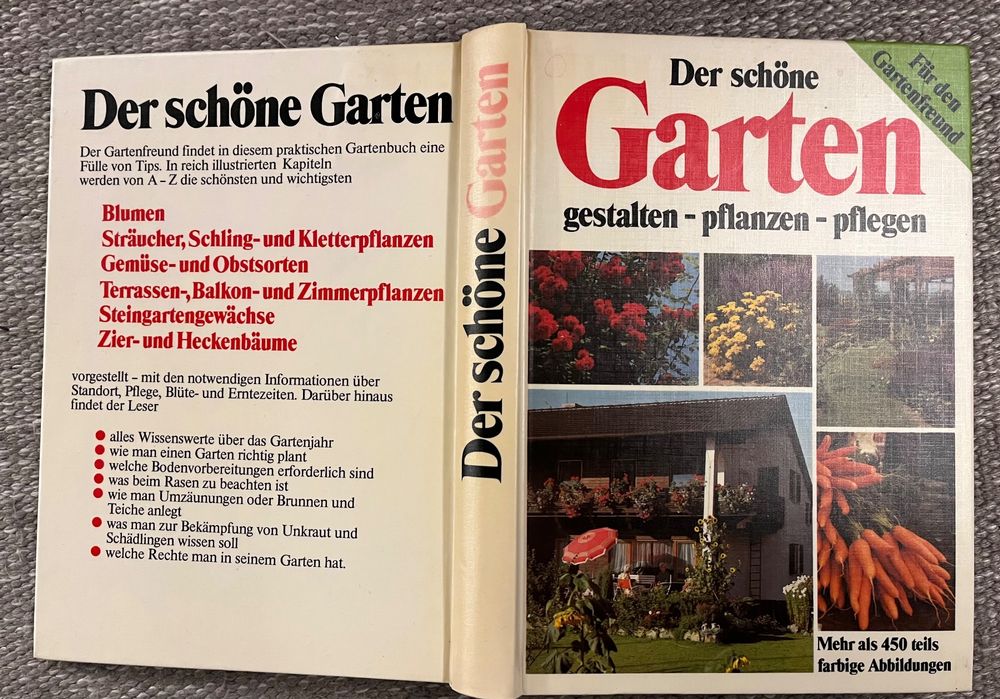 Der schöne Garten
Der Gartenfreund findet in diesem praktischen Gartenbuch eine
Fülle von Tips. In reich illustrierten Kapiteln
werden von A – Z die schönsten und wichtigsten
Blumen
Sträucher, Schling- und Kletterpflanzen
Gemüse- und Obstsorten
Terrassen-, Balkon- und Zimmerpflanzen
Steingartengewächse
Zier- und Heckenbäume
vorgestellt – mit den notwendigen Informationen über
Standort, Pflege, Blüte- und Erntezeiten. Darüber hinaus
findet der Leser
● alles Wissenswerte über das Gartenjahr
● wie man einen Garten richtig plant
● welche Bodenvorbereitungen erforderlich sind
● was beim Rasen zu beachten ist
● wie man Umzäunungen oder Brunnen und
Teiche anlegt
● was man zur Bekämpfung von Unkraut und
Schädlingen wissen soll
● welche Rechte man in seinem Garten hat.
Der schöne Garten
Der schöne
Garten
gestalten – pflanzen – pflegen
Für den
Gartenfreund
Mehr als 450 teils
farbige Abbildungen